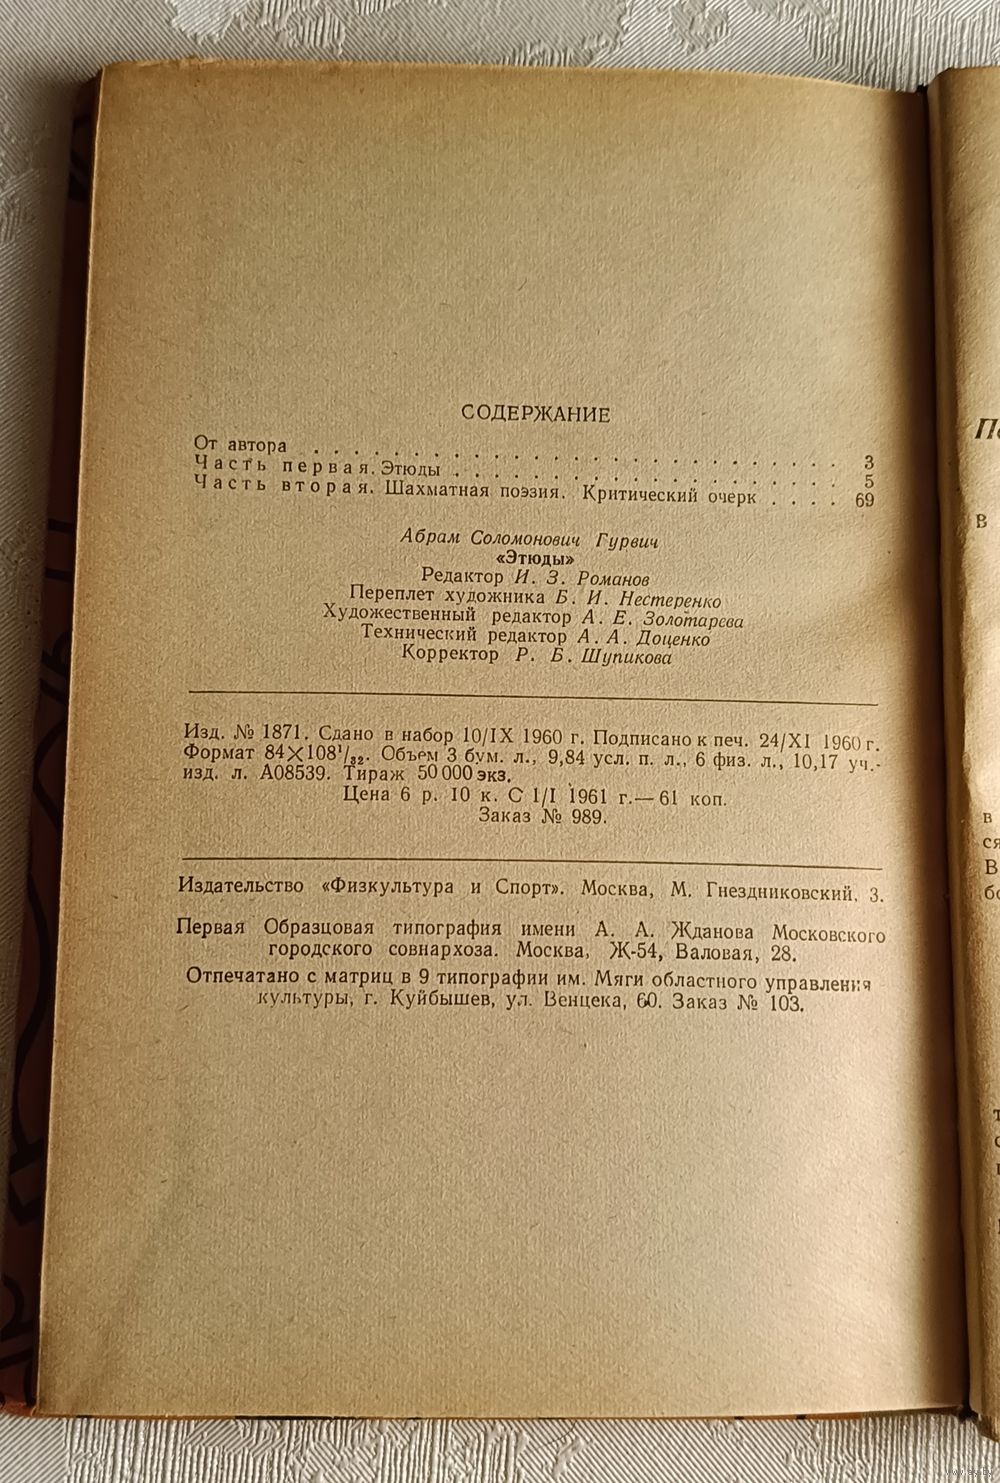 СОДЕРЖАНИЕ
От автора . . . . . . . . . . . . . . . . . . . . . . 3
Часть первая. Этюды . . . . . . . . . . . . . . . . 5
Часть вторая. Шахматная поэзия. Критический очерк . . . . 69
Абрам Соломонович Гурвич
«Этюды»
Редактор И. З. Романов
Переплет художника Б. И. Нестеренко
Художественный редактор А. Е. Золотарева
Технический редактор А. А. Доценко
Корректор Р. Б. Шупикова
Изд. № 1871. Сдано в набор 10/IX 1960 г. Подписано к печ. 24/XI 1960 г.
Формат 84×108¹/₃₂. Объем 3 бум. л., 9,84 усл. п. л., 6 физ. л., 10,17 уч.-
изд. л. А08539. Тираж 50 000 экз.
Цена 6 р. 10 к. С 1/I 1961 г.— 61 коп.
Заказ № 989.
Издательство «Физкультура и Спорт». Москва, М. Гнездниковский, 3.
Первая Образцовая типография имени А. А. Жданова Московского
городского совнархоза. Москва, Ж-54, Валовая, 28.
Отпечатано с матриц в 9 типографии им. Мяги областного управления
культуры, г. Куйбышев, ул. Венцека, 60. Заказ № 103.
В
в
В